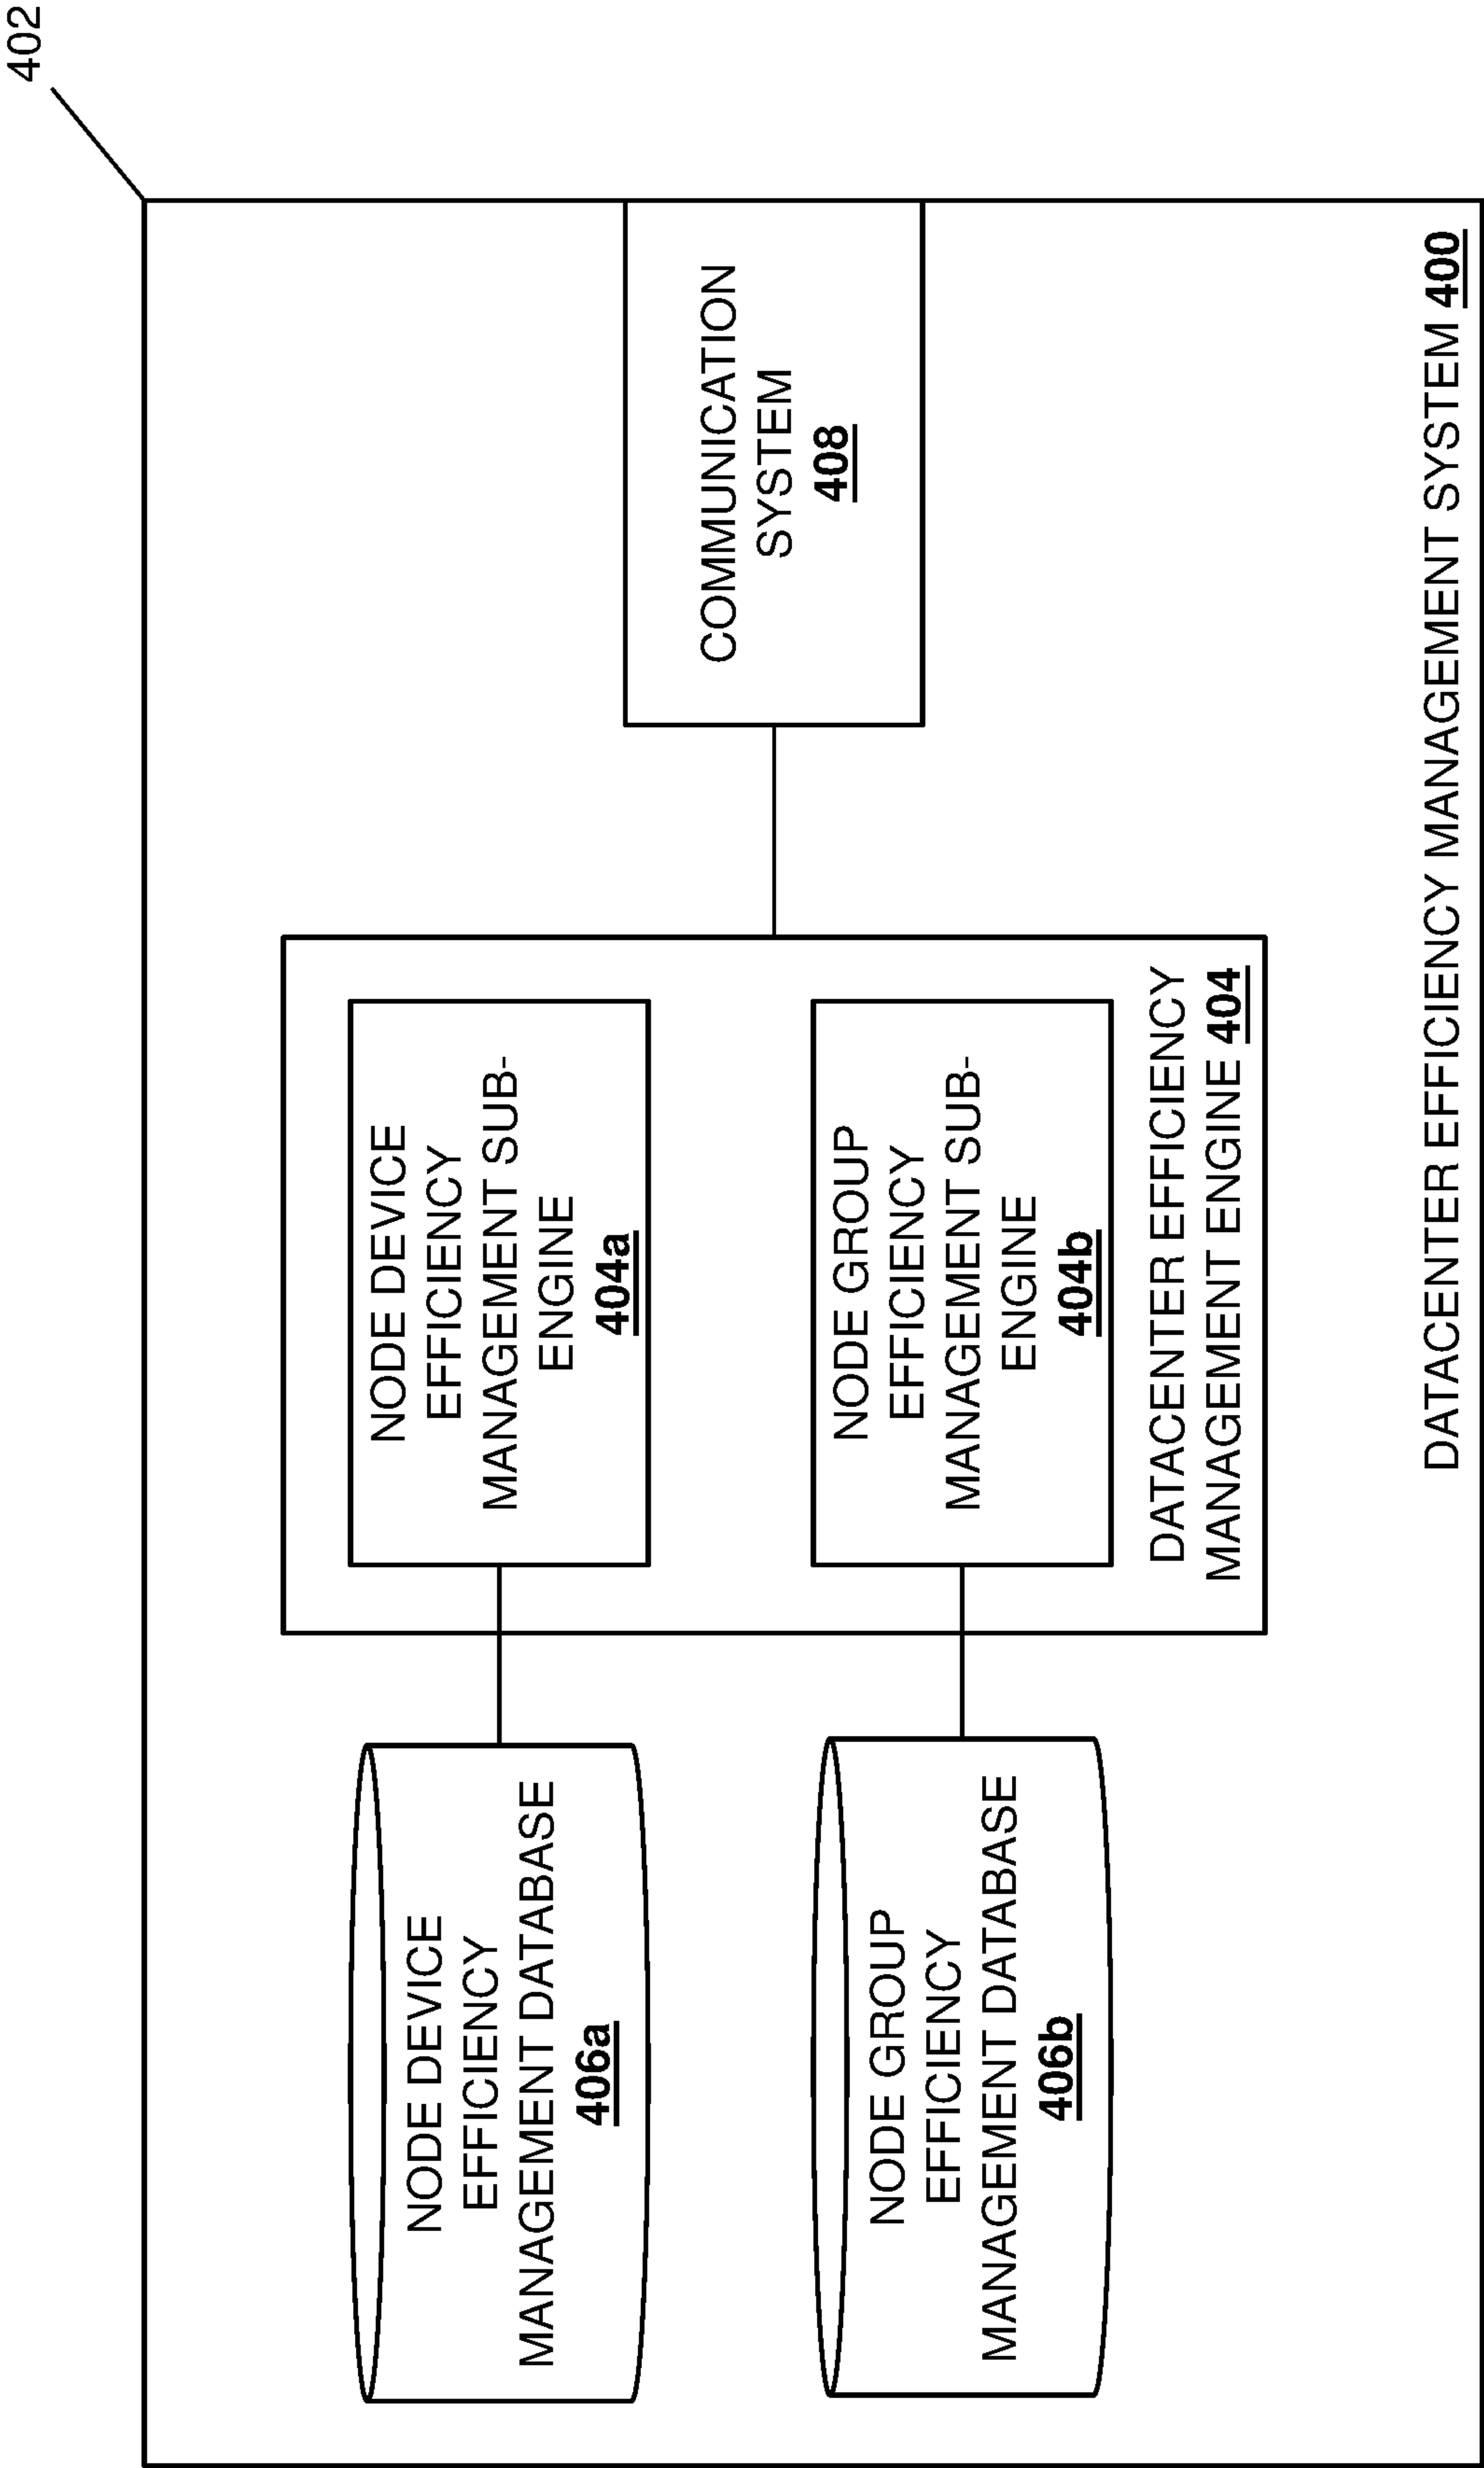 402
NODE DEVICE
EFFICIENCY
MANAGEMENT DATABASE
406a
NODE GROUP
EFFICIENCY
MANAGEMENT DATABASE
406b
NODE DEVICE
EFFICIENCY
MANAGEMENT SUB-
ENGINE
404a
NODE GROUP
EFFICIENCY
MANAGEMENT SUB-
ENGINE
404b
DATACENTER EFFICIENCY
MANAGEMENT ENGINE 404
COMMUNICATION
SYSTEM
408
DATACENTER EFFICIENCY MANAGEMENT SYSTEM 400